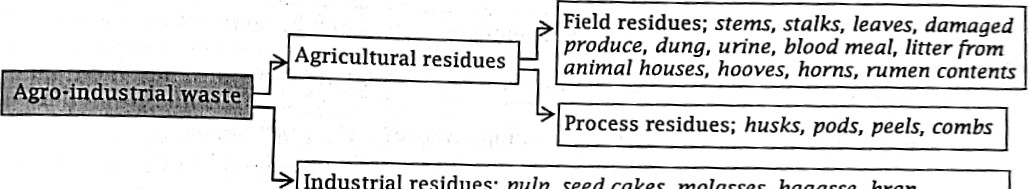 Field residues; stems, stalks, leaves, damaged
produce, dung, urine, blood meal, litter from
animal houses, hooves, horns, rumen contents
Agricultural residues
Agro-industrial waste
Process residues; husks, pods, peels, combs
Industrial residues; pulp, seed cakes, molasses, bagasse, bran